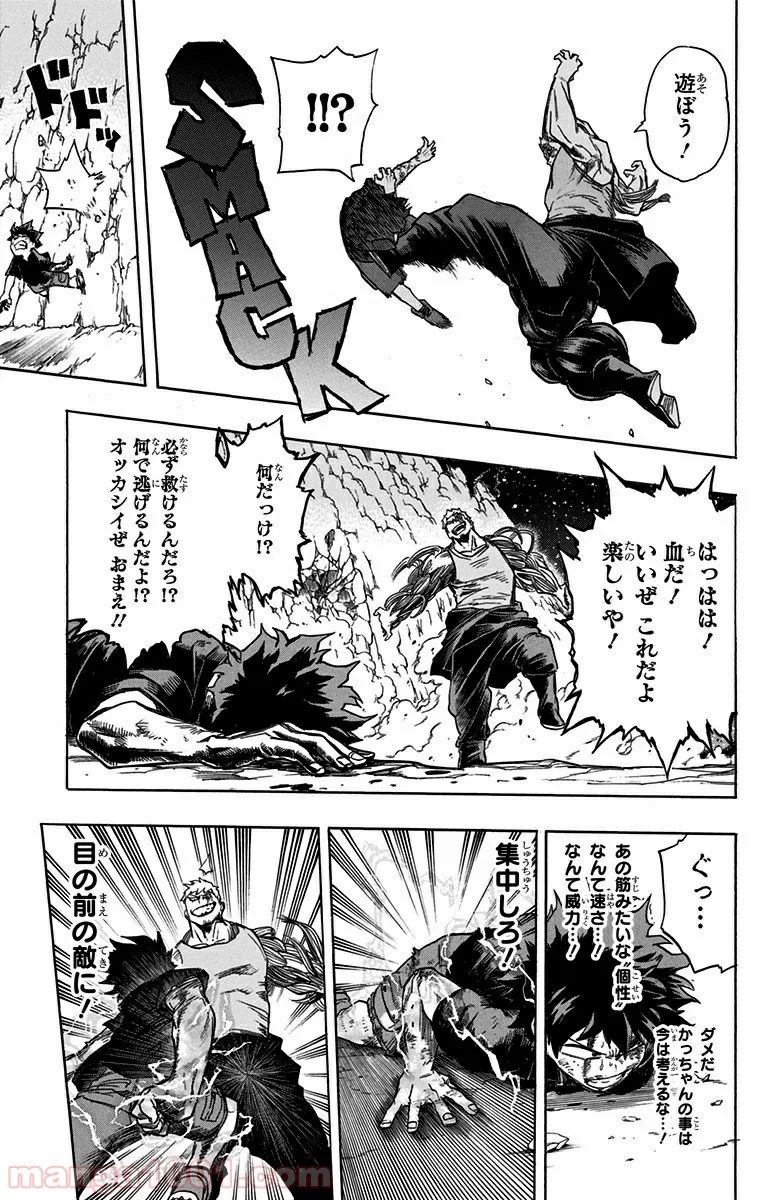 遊ぼう！
!!?
SMACK
ドドドッ
はっはは！
血だ！
いいぜ これだよ
楽しいや！
何だっけ!?
必ず救けるんだろ!?
何で逃げるんだよ!?
オッカシイぜ おまえ!!
ぐっ…
あの筋みたいな〝個性〟
なんて速さ…！
なんて威力…！
ダメだ
かっちゃんの事は
今は考えるな…！
集中しろ！
目の前の敵に！